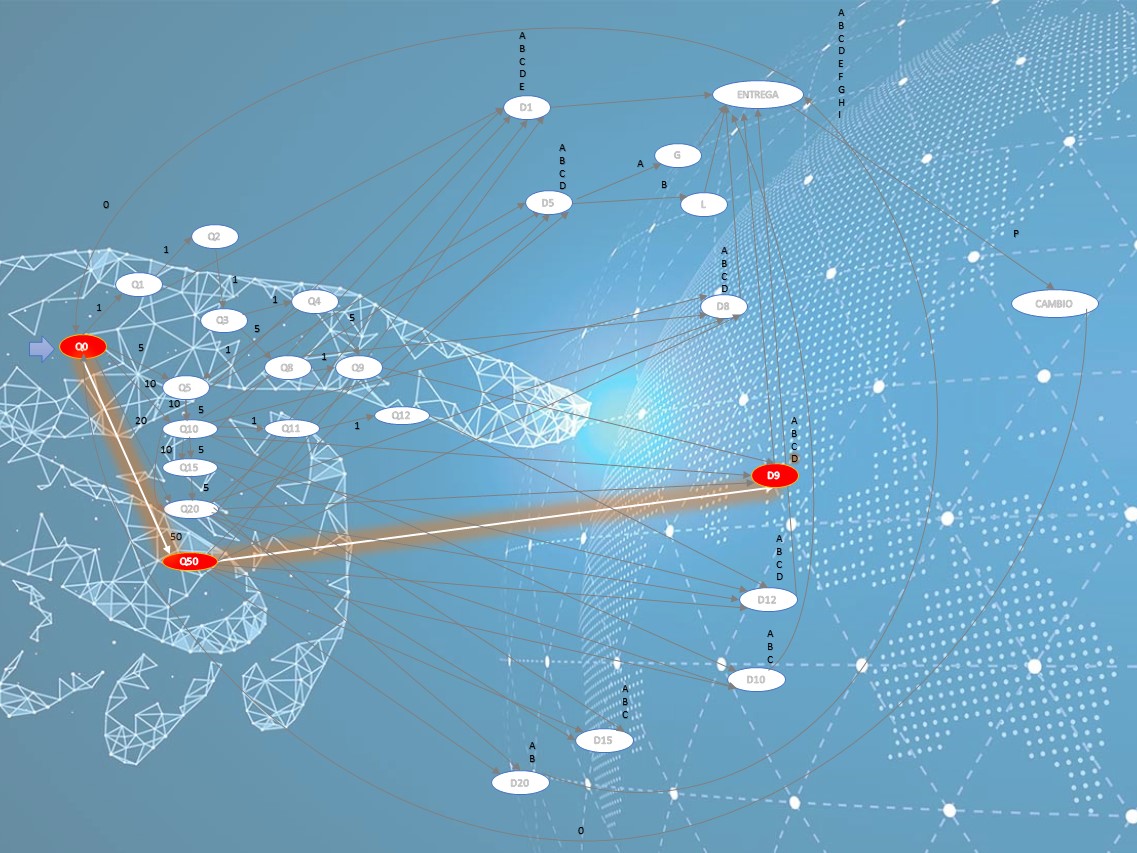 A
B
C
D
E
F
G
H
I
A
B
C
D
E
ENTREGA
D1
A
B
C
D
G
A
B
D5
L
0
P
Q2
1
A
B
C
D
1
Q1
1
Q4
CAMBIO
D8
1
Q3
5
5
Q0
5
1
1
Q8
Q9
10
Q5
10
5
Q12
20
1
1
Q10
Q11
A
B
C
D
10
5
Q15
D9
5
Q20
50
A
B
C
D
Q50
D12
A
B
C
D10
A
B
C
D15
A
B
D20
0